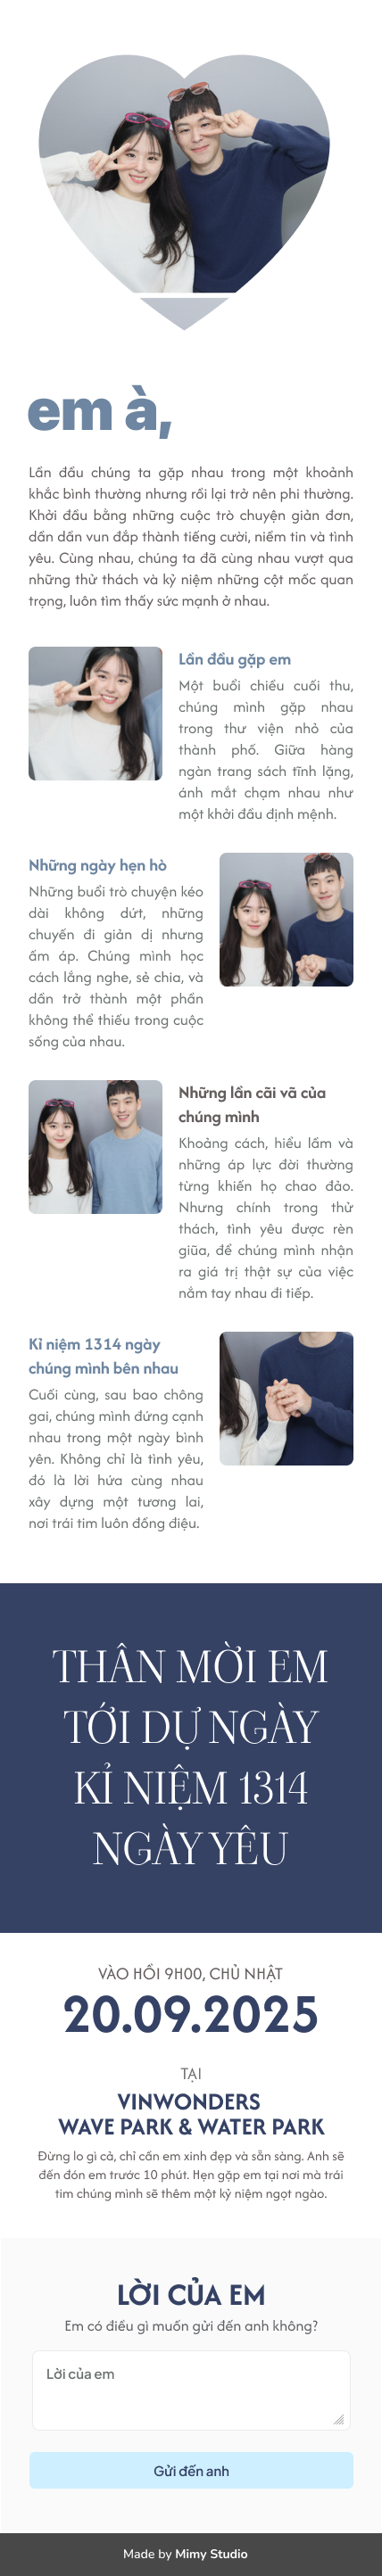 em à,
Lần đầu chúng ta gặp nhau trong một khoảnh
khắc bình thường nhưng rồi lại trở nên phi thường.
Khởi đầu bằng những cuộc trò chuyện giản đơn,
dần dần vun đắp thành tiếng cười, niềm tin và tình
yêu. Cùng nhau, chúng ta đã cùng nhau vượt qua
những thử thách và kỷ niệm những cột mốc quan
trọng, luôn tìm thấy sức mạnh ở nhau.
Lần đầu gặp em
Một buổi chiều cuối thu,
chúng mình gặp nhau
trong thư viện nhỏ của
thành phố. Giữa hàng
ngàn trang sách tĩnh lặng,
ánh mắt chạm nhau như
một khởi đầu định mệnh.
Những ngày hẹn hò
Những buổi trò chuyện kéo
dài không dứt, những
chuyến đi giản dị nhưng
ấm áp. Chúng mình học
cách lắng nghe, sẻ chia, và
dần trở thành một phần
không thể thiếu trong cuộc
sống của nhau.
Những lần cãi vã của
chúng mình
Khoảng cách, hiểu lầm và
những áp lực đời thường
từng khiến họ chao đảo.
Nhưng chính trong thử
thách, tình yêu được rèn
giũa, để chúng mình nhận
ra giá trị thật sự của việc
nắm tay nhau đi tiếp.
Kỉ niệm 1314 ngày
chúng mình bên nhau
Cuối cùng, sau bao chông
gai, chúng mình đứng cạnh
nhau trong một ngày bình
yên. Không chỉ là tình yêu,
đó là lời hứa cùng nhau
xây dựng một tương lai,
nơi trái tim luôn đồng điệu.
THÂN MỜI EM
TỚI DỰ NGÀY
KỈ NIỆM 1314
NGÀY YÊU
VÀO HỒI 9H00, CHỦ NHẬT
20.09.2025
TẠI
VINWONDERS
WAVE PARK & WATER PARK
Đừng lo gì cả, chỉ cần em xinh đẹp và sẵn sàng. Anh sẽ
đến đón em trước 10 phút. Hẹn gặp em tại nơi mà trái
tim chúng mình sẽ thêm một kỷ niệm ngọt ngào.
LỜI CỦA EM
Em có điều gì muốn gửi đến anh không?
Lời của em
Gửi đến anh
Made by Mimy Studio